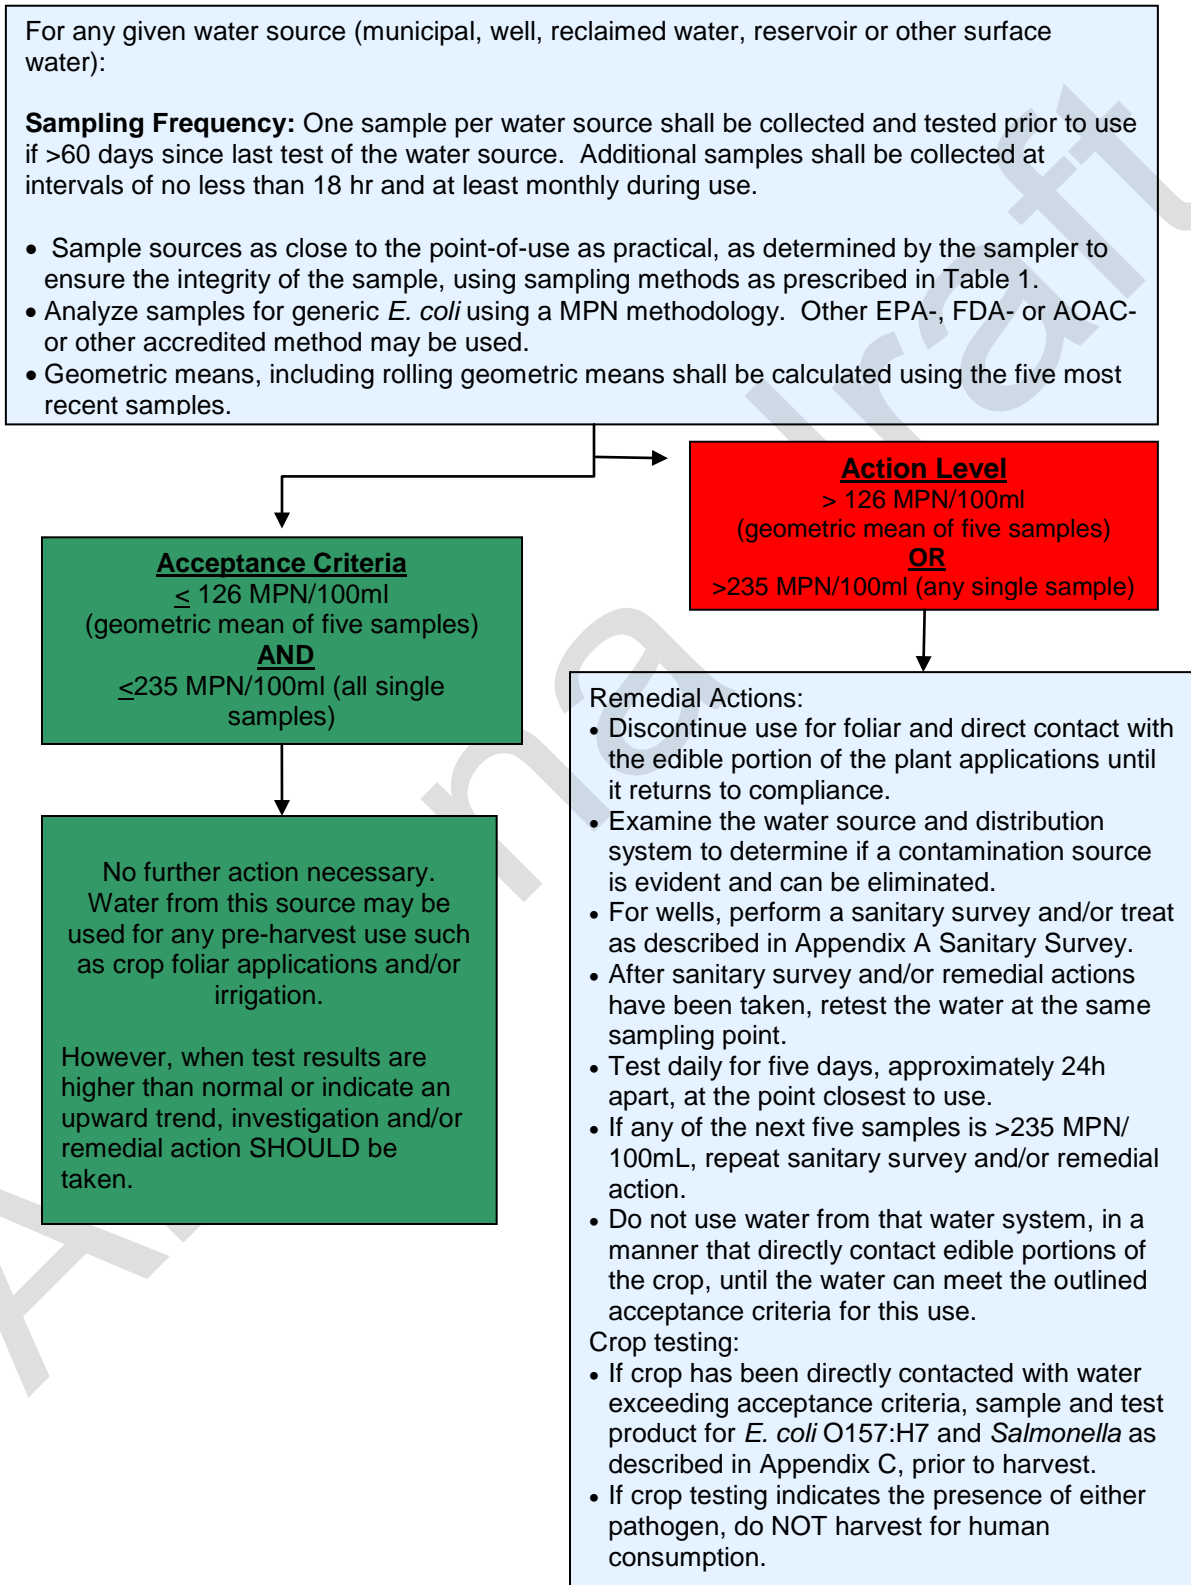 For any given water source (municipal, well, reclaimed water, reservoir or other surface
water):
Sampling Frequency: One sample per water source shall be collected and tested prior to use
if >60 days since last test of the water source.  Additional samples shall be collected at
intervals of no less than 18 hr and at least monthly during use.
• Sample sources as close to the point-of-use as practical, as determined by the sampler to
ensure the integrity of the sample, using sampling methods as prescribed in Table 1.
• Analyze samples for generic E. coli using a MPN methodology.  Other EPA-, FDA- or AOAC-
or other accredited method may be used.
• Geometric means, including rolling geometric means shall be calculated using the five most
recent samples.
Action Level
> 126 MPN/100ml
(geometric mean of five samples)
OR
>235 MPN/100ml (any single sample)
Acceptance Criteria
≤ 126 MPN/100ml
(geometric mean of five samples)
AND
≤235 MPN/100ml (all single
samples)
No further action necessary.
Water from this source may be
used for any pre-harvest use such
as crop foliar applications and/or
irrigation.
However, when test results are
higher than normal or indicate an
upward trend, investigation and/or
remedial action SHOULD be
taken.
Remedial Actions:
• Discontinue use for foliar and direct contact with
the edible portion of the plant applications until
it returns to compliance.
• Examine the water source and distribution
system to determine if a contamination source
is evident and can be eliminated.
• For wells, perform a sanitary survey and/or treat
as described in Appendix A Sanitary Survey.
• After sanitary survey and/or remedial actions
have been taken, retest the water at the same
sampling point.
• Test daily for five days, approximately 24h
apart, at the point closest to use.
• If any of the next five samples is >235 MPN/
100mL, repeat sanitary survey and/or remedial
action.
• Do not use water from that water system, in a
manner that directly contact edible portions of
the crop, until the water can meet the outlined
acceptance criteria for this use.
Crop testing:
• If crop has been directly contacted with water
exceeding acceptance criteria, sample and test
product for E. coli O157:H7 and Salmonella as
described in Appendix C, prior to harvest.
• If crop testing indicates the presence of either
pathogen, do NOT harvest for human
consumption.